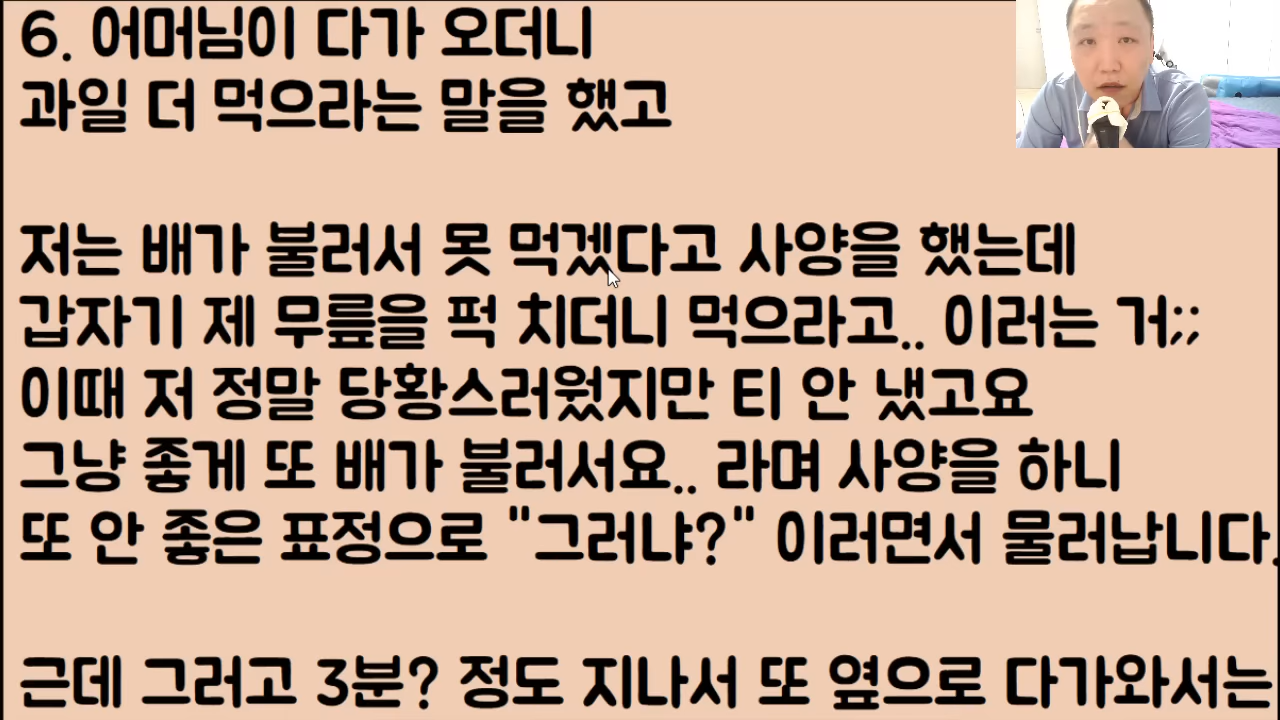 6. 어머님이 다가 오더니
과일 더 먹으라는 말을 했고
저는 배가 불러서 못 먹겠다고 사양을 했는데
갑자기 제 무릎을 퍽 치더니 먹으라고.. 이러는 거;;
이때 저 정말 당황스러웠지만 티 안 냈고요
그냥 좋게 또 배가 불러서요.. 라며 사양을 하니
또 안 좋은 표정으로 "그러냐?" 이러면서 물러납니다.
근데 그러고 3분? 정도 지나서 또 옆으로 다가와서는